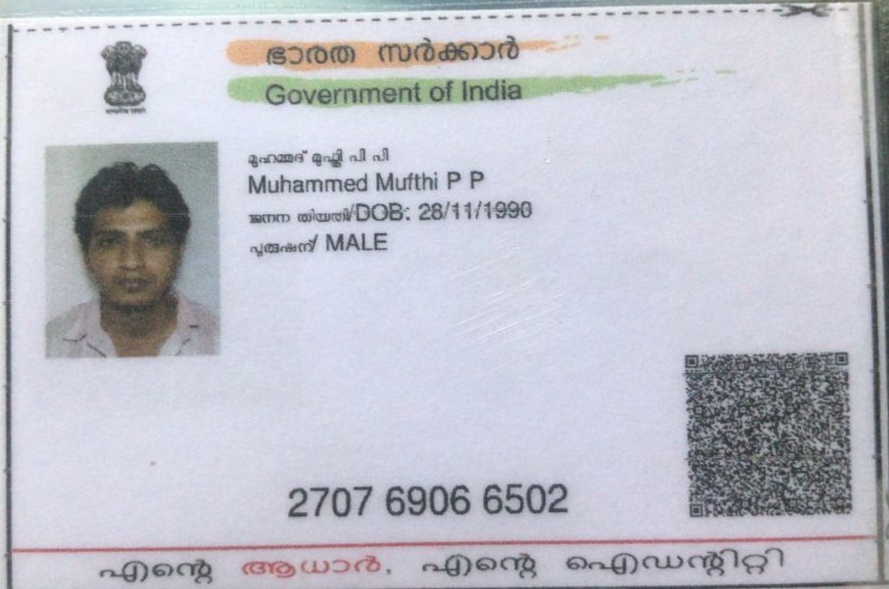 ഭാരത സർക്കാർ
Government of India
മുഹമ്മദ് മുഫ്തി പി പി
Muhammed Mufthi P P
ജനന തിയതി/DOB: 28/11/1990
പുരുഷന്/ MALE
2707 6906 6502
എന്റെ ആധാർ, എന്റെ ഐഡന്റിറ്റി